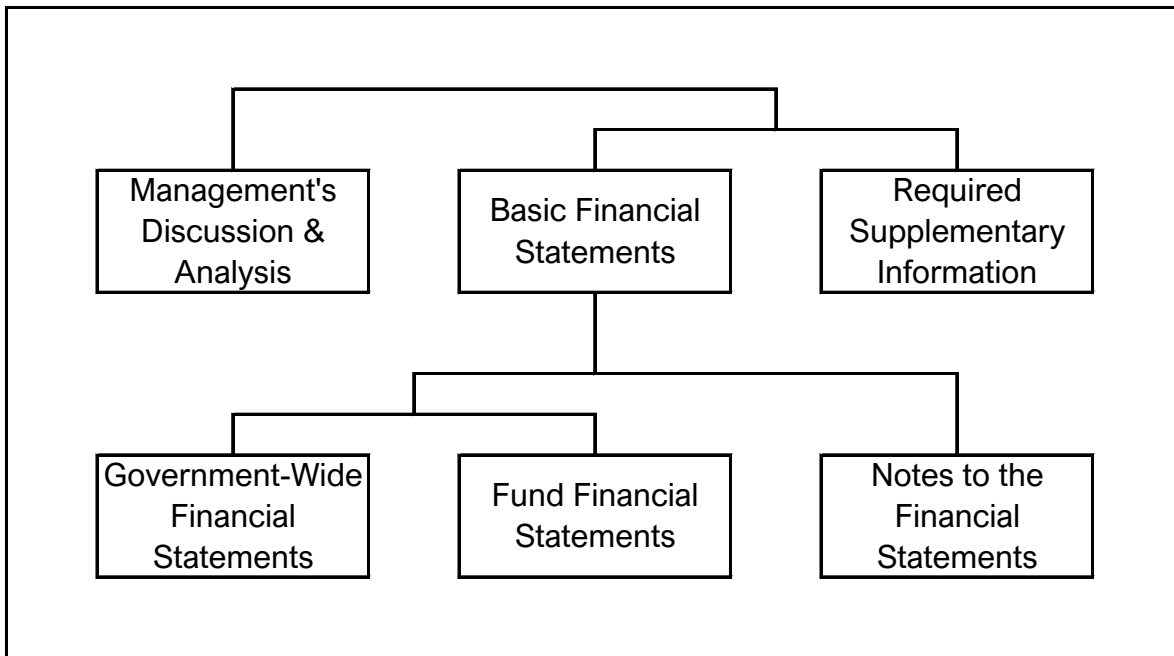 Management's
Discussion &
Analysis
Basic Financial
Statements
Required
Supplementary
Information
Government-Wide
Financial
Statements
Fund Financial
Statements
Notes to the
Financial
Statements